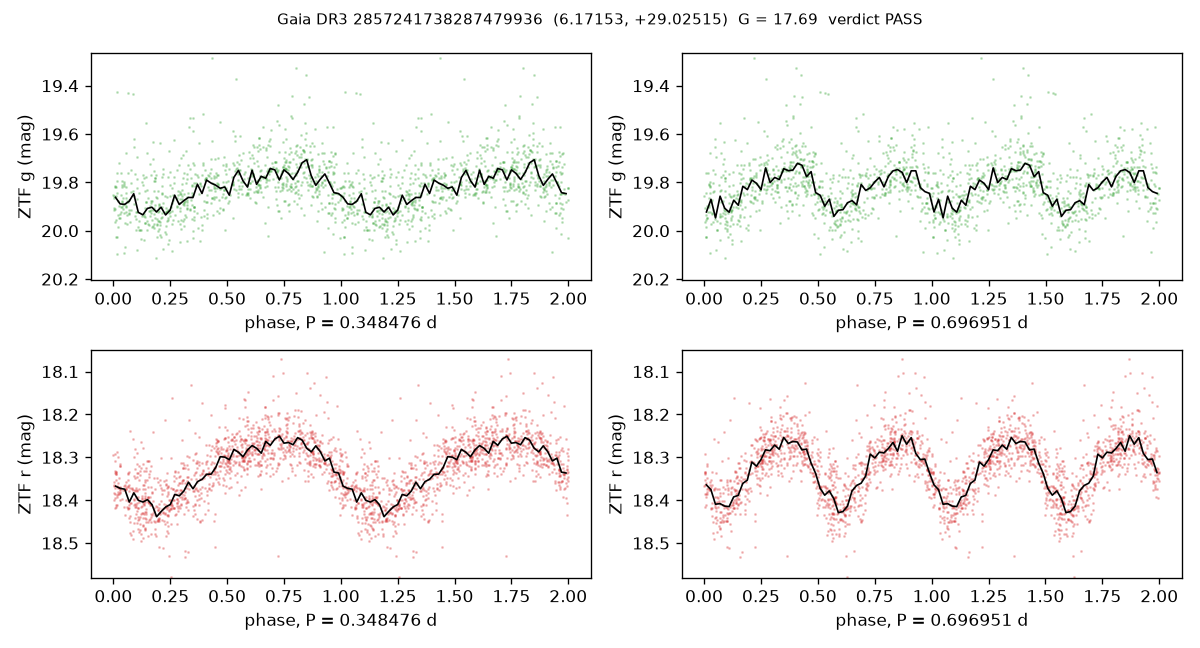 Gaia DR3 2857241738287479936 (6.17153, +29.02515) G = 17.69 verdict PASS
ZTF g (mag)
19.4
19.6
19.8
20.0
20.2
0.00 0.25 0.50 0.75 1.00 1.25 1.50 1.75 2.00
phase, P = 0.348476 d
ZTF g (mag)
19.4
19.6
19.8
20.0
20.2
0.00 0.25 0.50 0.75 1.00 1.25 1.50 1.75 2.00
phase, P = 0.696951 d
ZTF r (mag)
18.1
18.2
18.3
18.4
18.5
0.00 0.25 0.50 0.75 1.00 1.25 1.50 1.75 2.00
phase, P = 0.348476 d
ZTF r (mag)
18.1
18.2
18.3
18.4
18.5
0.00 0.25 0.50 0.75 1.00 1.25 1.50 1.75 2.00
phase, P = 0.696951 d